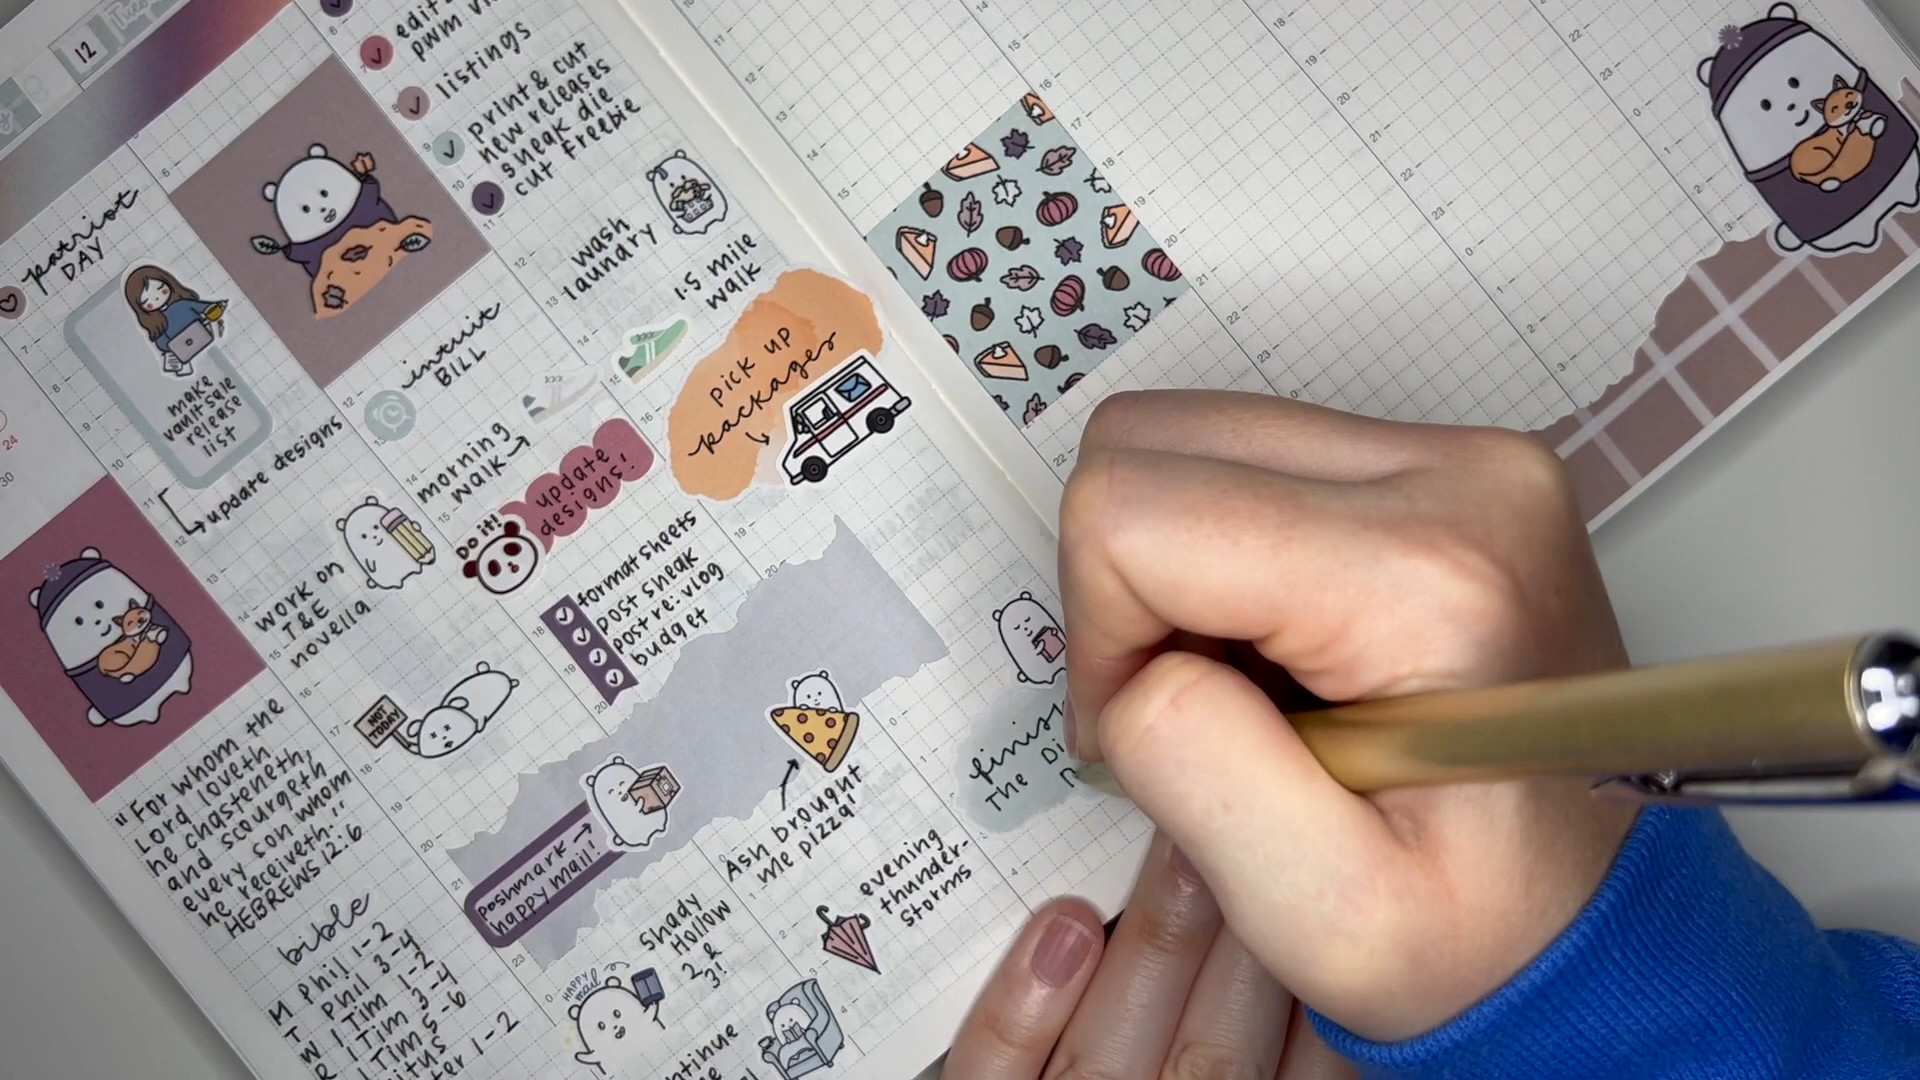 12
Tues
edit
pwm
listings
print & cut
new releases
sneak die
cut freebie
patriot
DAY
make
vault sale
release
list
update designs
wash
laundry
1.5 mile
walk
intuit
BILL
PICK UP
packages
morning
walk
Do it!
update
designs!
format sheets
post sneak
post re: vlog
budget
work on
T&E
novella
NOT
TODAY
"For whom the
Lord loveth
he chasteneth,
and scourgeth
every son whom
he receiveth."
HEBREWS 12:6
bible
M Phil 1-2
T Phil 3-4
W 1 Tim 1-2
R 1 Tim 3-4
1 Tim 5-6
poshmark →
happy mail!
Ash brought
me pizza!
Shady
Hollow
2 &
3!
HAPPY
mail
evening
thunder-
storms
The